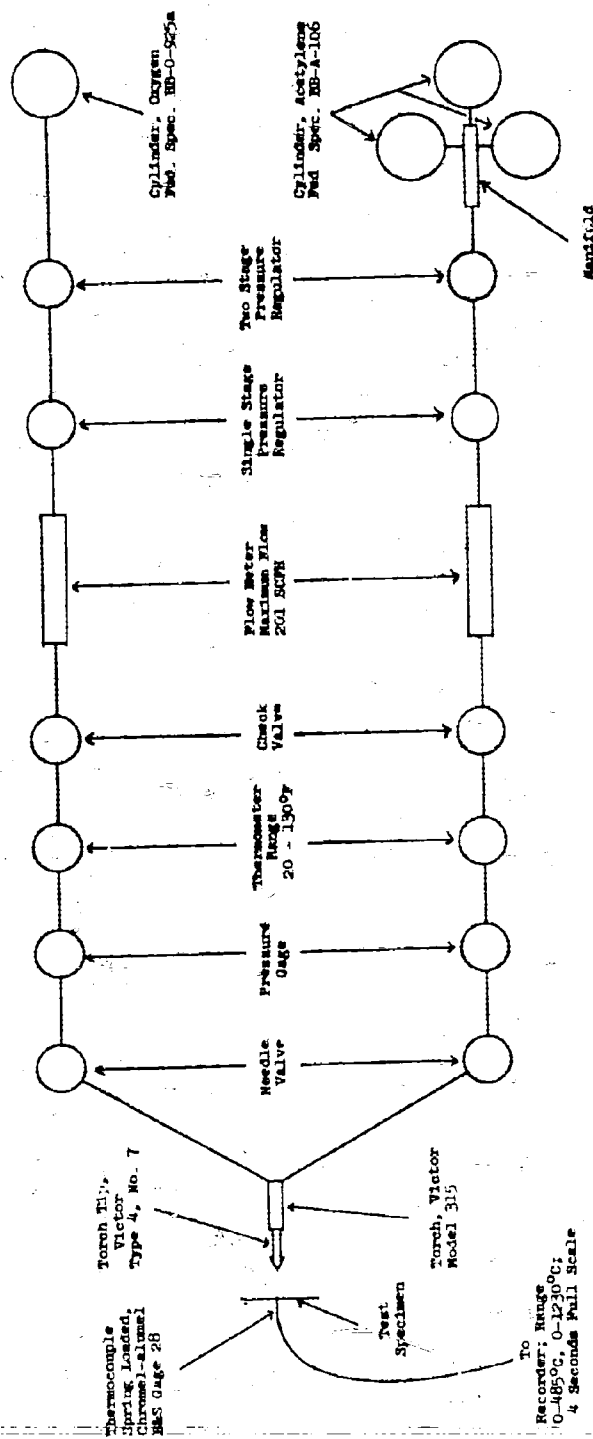 Cylinder, Oxygen
Fed. Spec. BB-O-925a
Cylinder, Acetylene
Fed Spec. BB-A-106
Manifold
Two Stage
Pressure
Regulator
Single Stage
Pressure
Regulator
Flow Meter
Maximum Flow
201 SCFH
Check
Valve
Thermometer
Range
20 - 130°F
Pressure
Gage
Needle
Valve
Torch Tip,
Victor
Type 4, No. 7
Torch, Victor
Model 315
Thermocouple
Spring Loaded,
Chromel-alumel
B&S Gage 28
Test
Specimen
To
Recorder; Range
0-485°C, 0-1230°C;
4 Seconds Full Scale